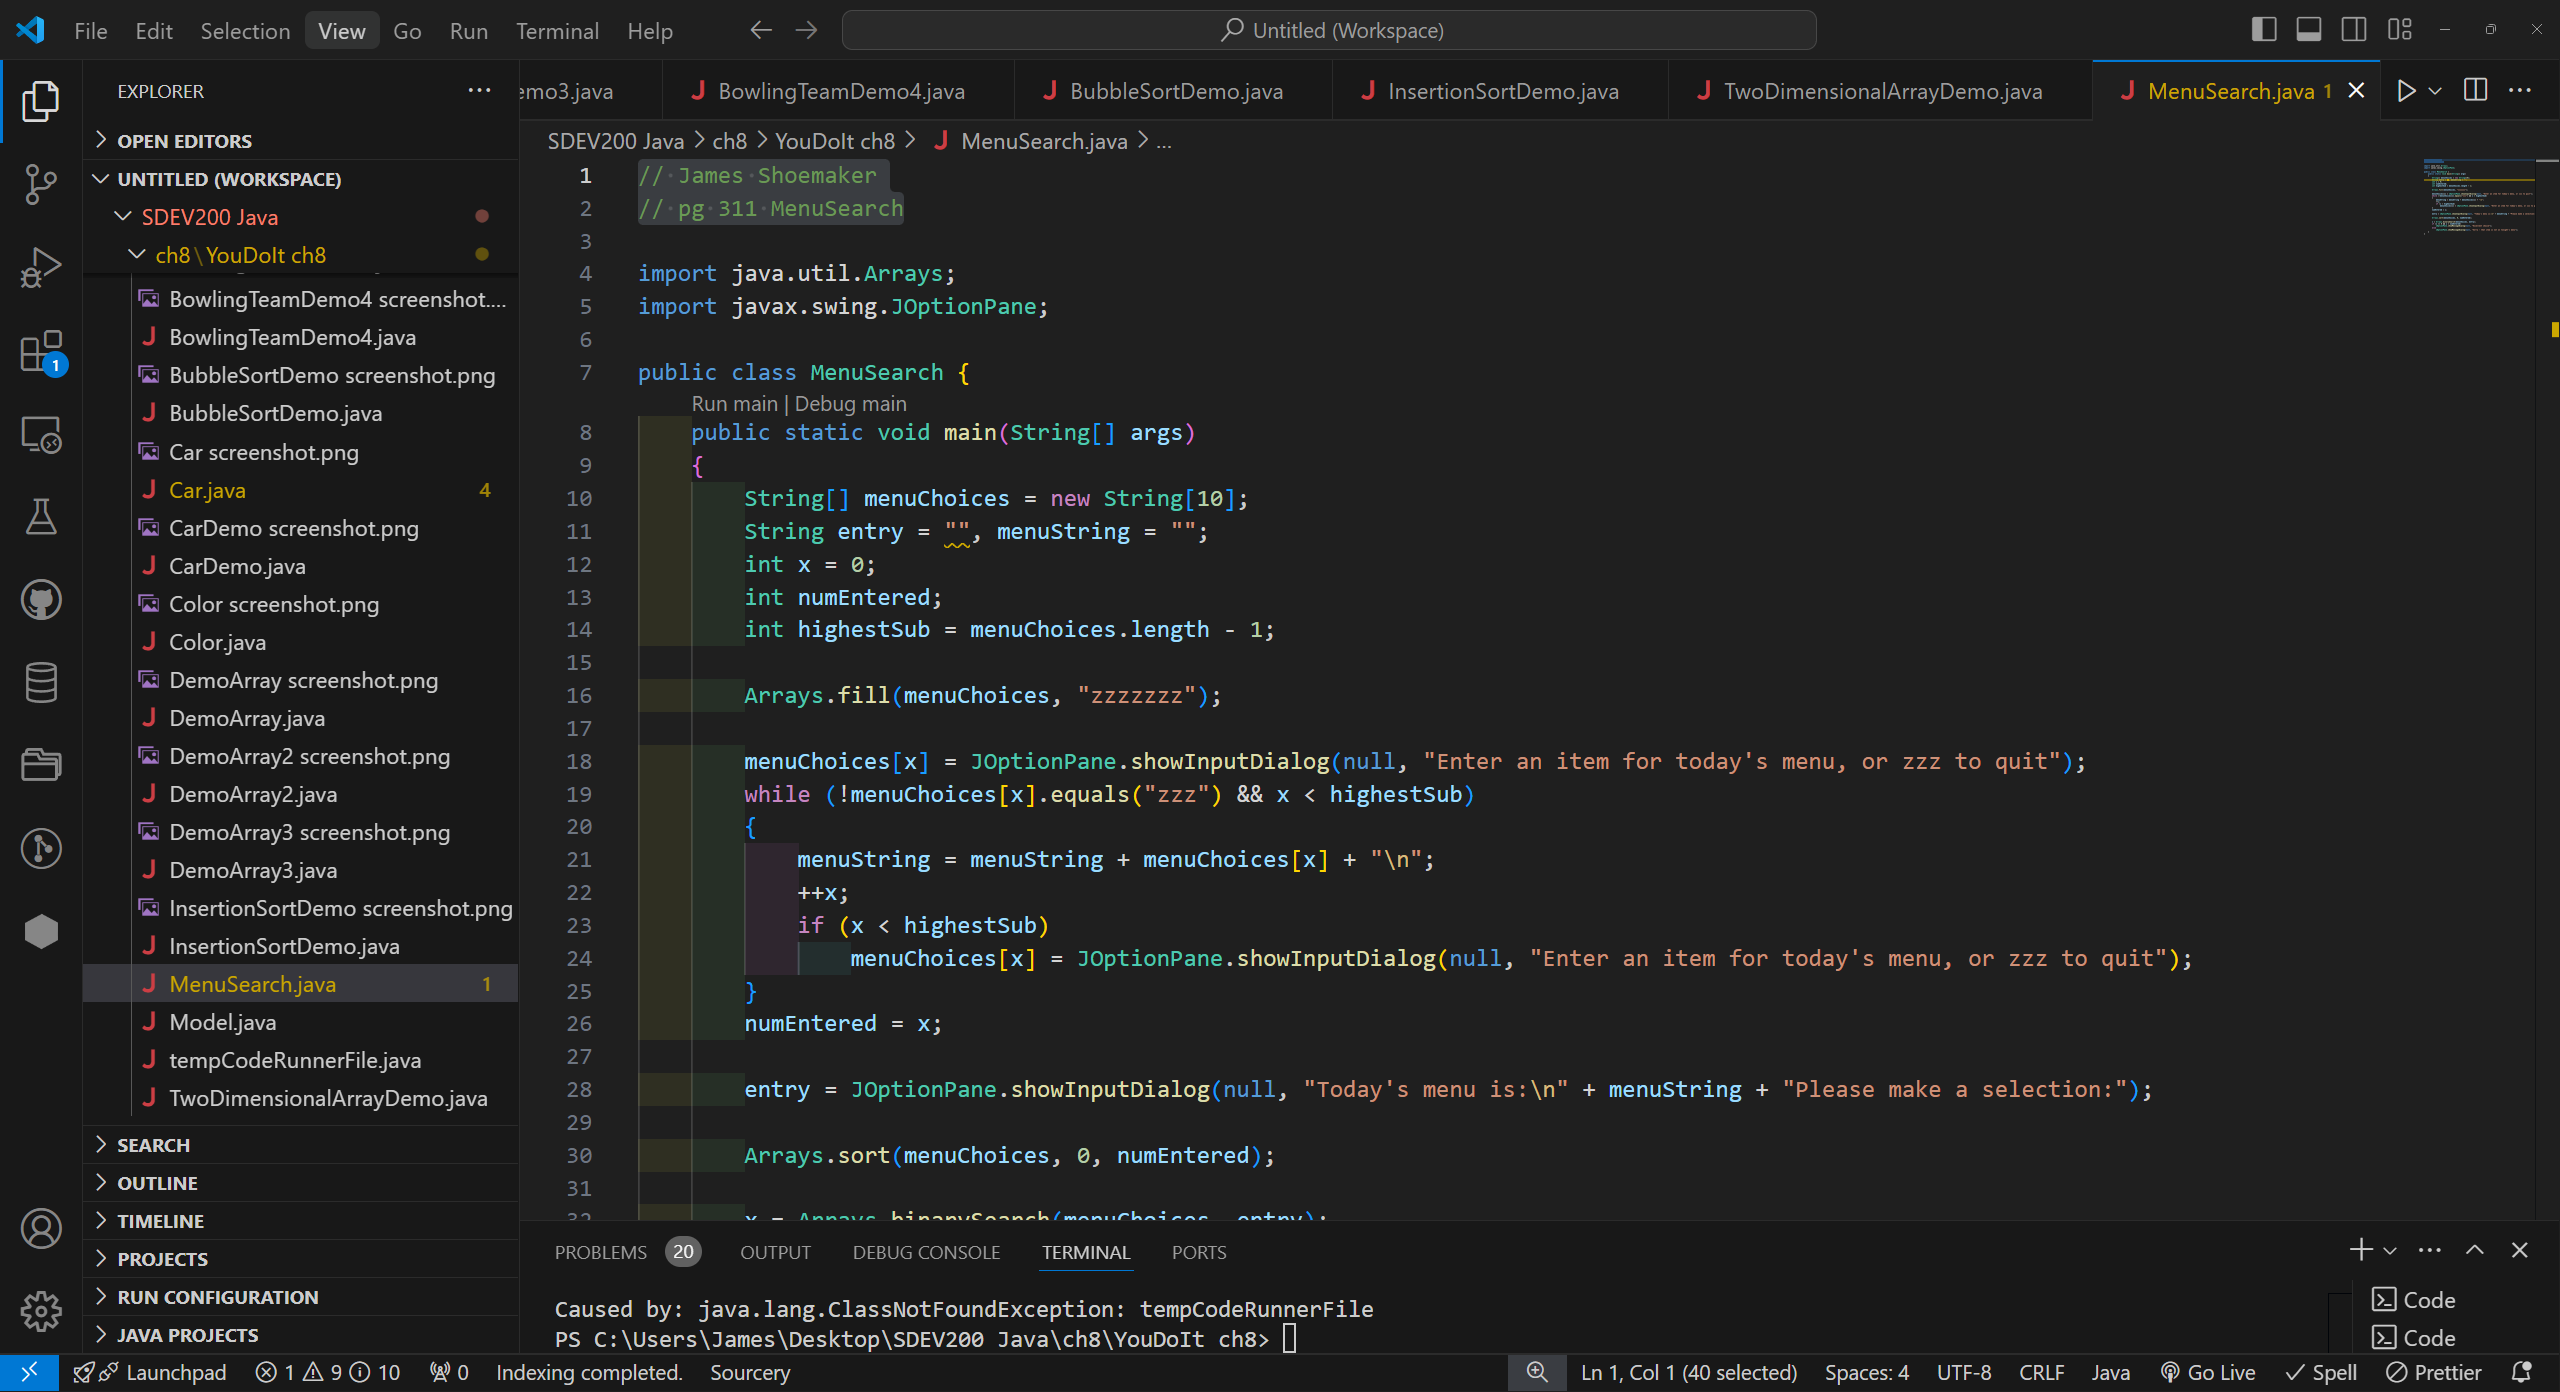 File Edit Selection View Go Run Terminal Help
Untitled (Workspace)
EXPLORER
OPEN EDITORS
UNTITLED (WORKSPACE)
SDEV200 Java
ch8\YouDoIt ch8
BowlingTeamDemo4 screenshot....
BowlingTeamDemo4.java
BubbleSortDemo screenshot.png
BubbleSortDemo.java
Car screenshot.png
Car.java 4
CarDemo screenshot.png
CarDemo.java
Color screenshot.png
Color.java
DemoArray screenshot.png
DemoArray.java
DemoArray2 screenshot.png
DemoArray2.java
DemoArray3 screenshot.png
DemoArray3.java
InsertionSortDemo screenshot.png
InsertionSortDemo.java
MenuSearch.java 1
Model.java
tempCodeRunnerFile.java
TwoDimensionalArrayDemo.java
SEARCH
OUTLINE
TIMELINE
PROJECTS
RUN CONFIGURATION
JAVA PROJECTS
1
emo3.java BowlingTeamDemo4.java BubbleSortDemo.java InsertionSortDemo.java TwoDimensionalArrayDemo.java MenuSearch.java 1
SDEV200 Java > ch8 > YouDoIt ch8 > MenuSearch.java > ...
1 // James Shoemaker
2 // pg 311 MenuSearch
3
4 import java.util.Arrays;
5 import javax.swing.JOptionPane;
6
7 public class MenuSearch {
Run main | Debug main
8 public static void main(String[] args)
9 {
10 String[] menuChoices = new String[10];
11 String entry = "", menuString = "";
12 int x = 0;
13 int numEntered;
14 int highestSub = menuChoices.length - 1;
15
16 Arrays.fill(menuChoices, "zzzzzzz");
17
18 menuChoices[x] = JOptionPane.showInputDialog(null, "Enter an item for today's menu, or zzz to quit");
19 while (!menuChoices[x].equals("zzz") && x < highestSub)
20 {
21 menuString = menuString + menuChoices[x] + "\n";
22 ++x;
23 if (x < highestSub)
24 menuChoices[x] = JOptionPane.showInputDialog(null, "Enter an item for today's menu, or zzz to quit");
25 }
26 numEntered = x;
27
28 entry = JOptionPane.showInputDialog(null, "Today's menu is:\n" + menuString + "Please make a selection:");
29
30 Arrays.sort(menuChoices, 0, numEntered);
31
32 x = Arrays.binarySearch(menuChoices, entry);
PROBLEMS 20 OUTPUT DEBUG CONSOLE TERMINAL PORTS
Caused by: java.lang.ClassNotFoundException: tempCodeRunnerFile
PS C:\Users\James\Desktop\SDEV200 Java\ch8\YouDoIt ch8>
Code
Code
Launchpad 1 9 10 0 Indexing completed. Sourcery Ln 1, Col 1 (40 selected) Spaces: 4 UTF-8 CRLF Java Go Live Spell Prettier